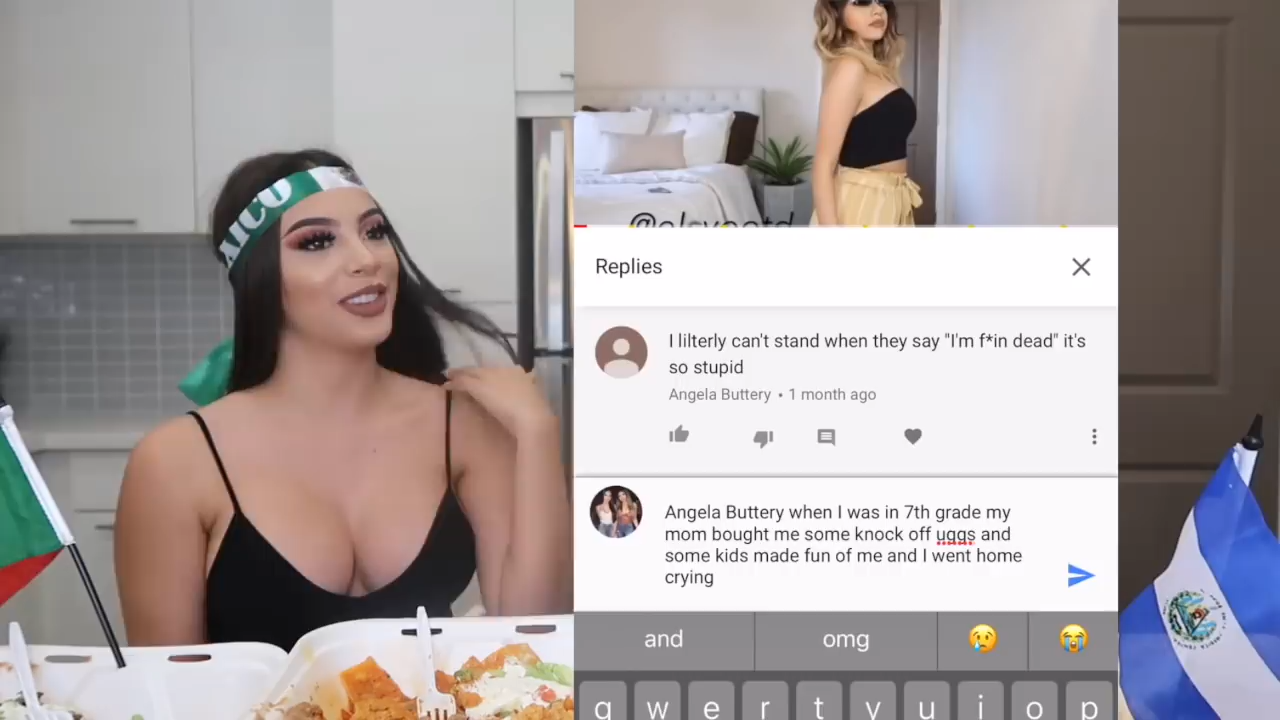 @elsyootd
Replies
I lilterly can't stand when they say "I'm f*in dead" it's
so stupid
Angela Buttery • 1 month ago
Angela Buttery when I was in 7th grade my
mom bought me some knock off uggs and
some kids made fun of me and I went home
crying
and omg 😢 😭
q w e r t y u i o p